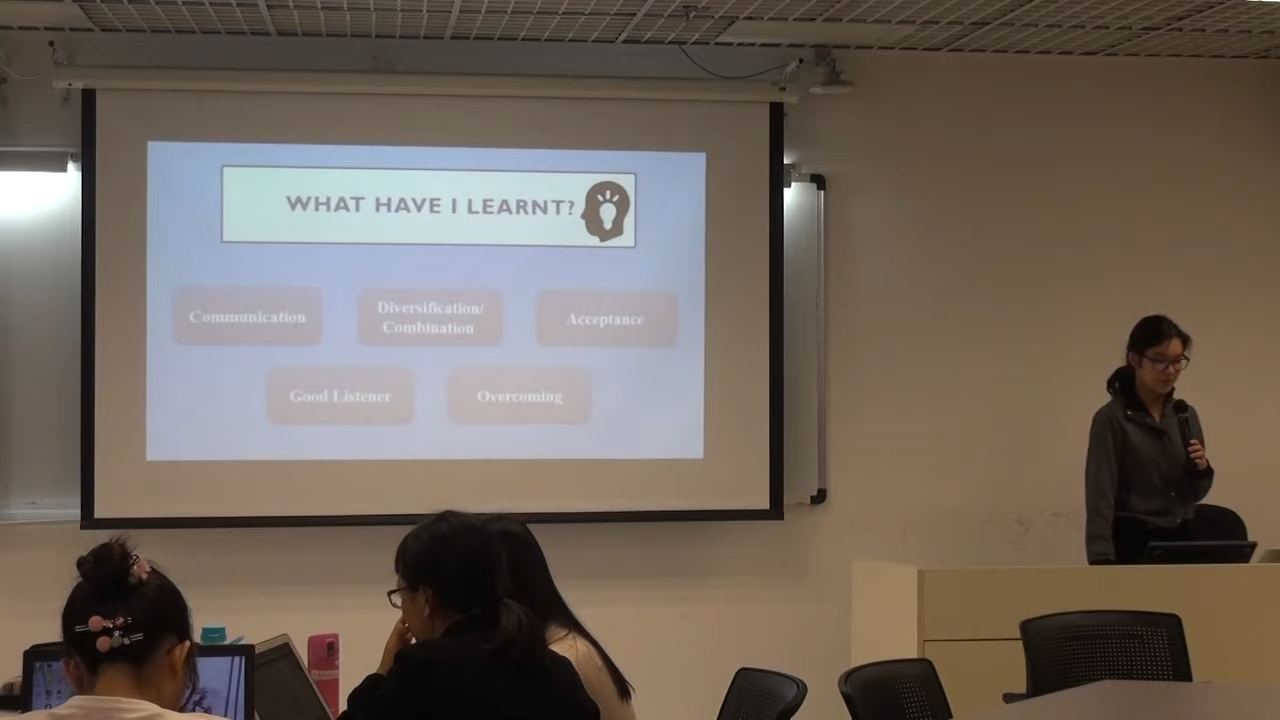 WHAT HAVE I LEARNT?
Communication
Diversification/
Combination
Acceptance
Good Listener
Overcoming